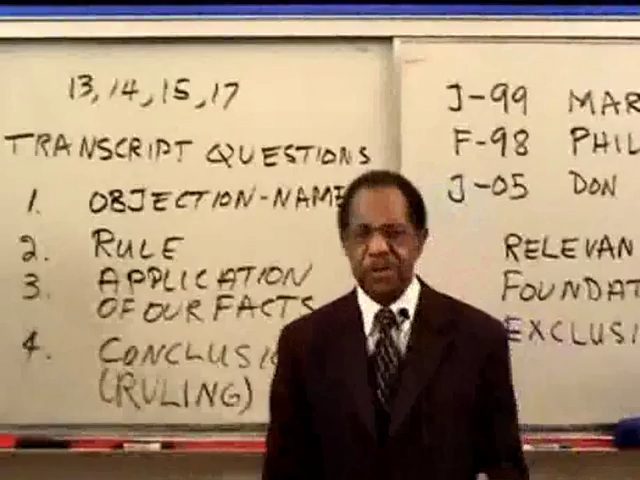 13, 14, 15, 17
TRANSCRIPT QUESTIONS
1. OBJECTION-NAME
2. RULE
3. APPLICATION
OF OUR FACTS
4. CONCLUSI
(RULING)
J-99 MAR
F-98 PHIL
J-05 DON
RELEVAN
FOUNDAT
EXCLUSI